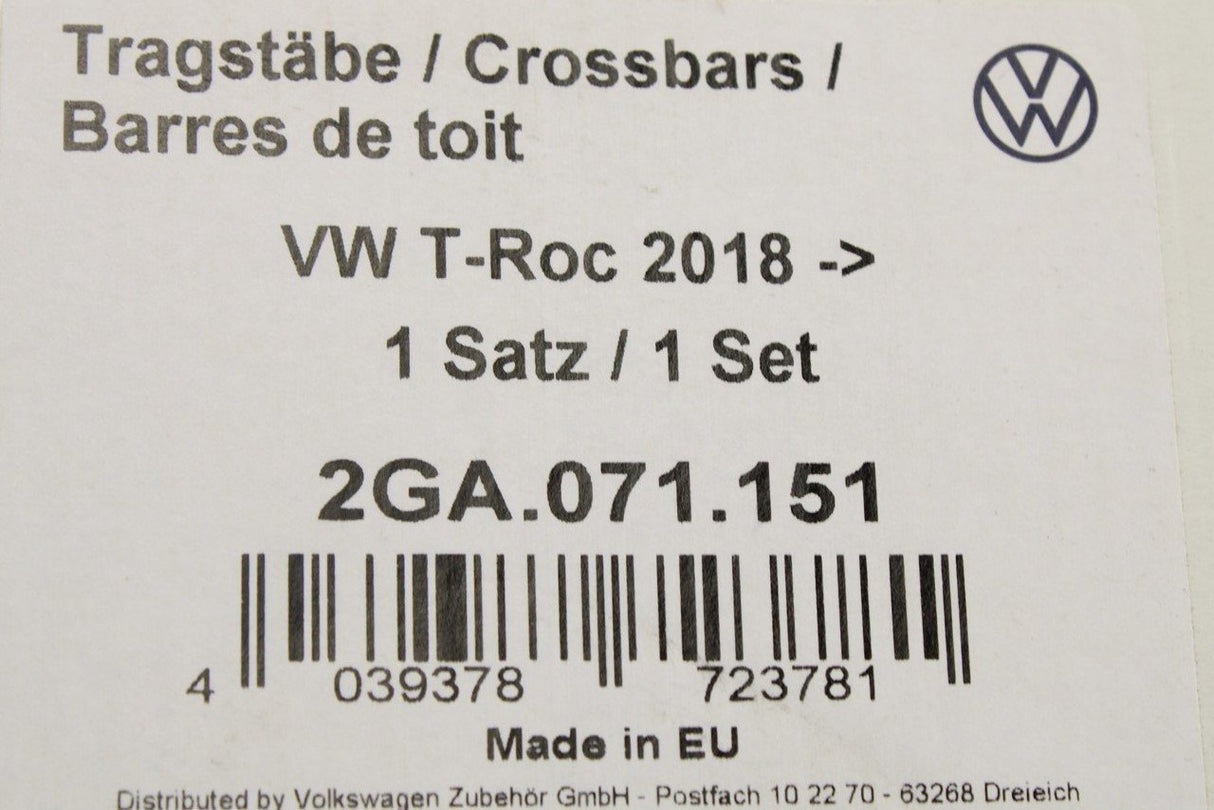 Tragstäbe / Crossbars /
Barres de toit
VW T-Roc 2018 ->
1 Satz / 1 Set
2GA.071.151
4 039378 723781
Made in EU
Distributed by Volkswagen Zubehör GmbH - Postfach 10 22 70 - 63268 Dreieich